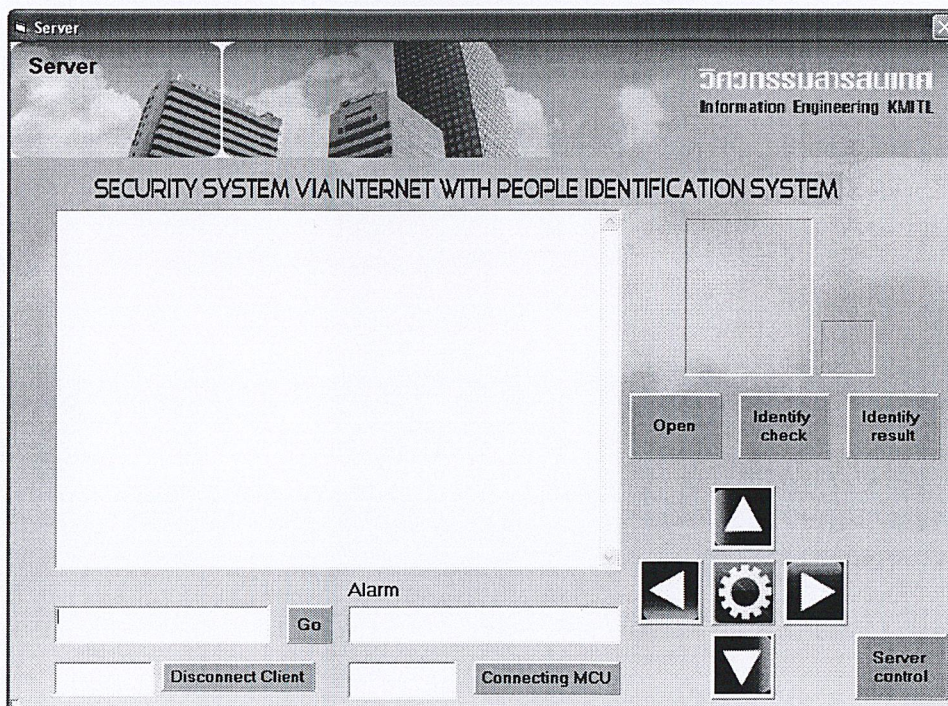 Server
Server
วิศวกรรมสารสนเทศ
Information Engineering KMITL
SECURITY SYSTEM VIA INTERNET WITH PEOPLE IDENTIFICATION SYSTEM
Open
Identify check
Identify result
Alarm
Go
Disconnect Client
Connecting MCU
Server control